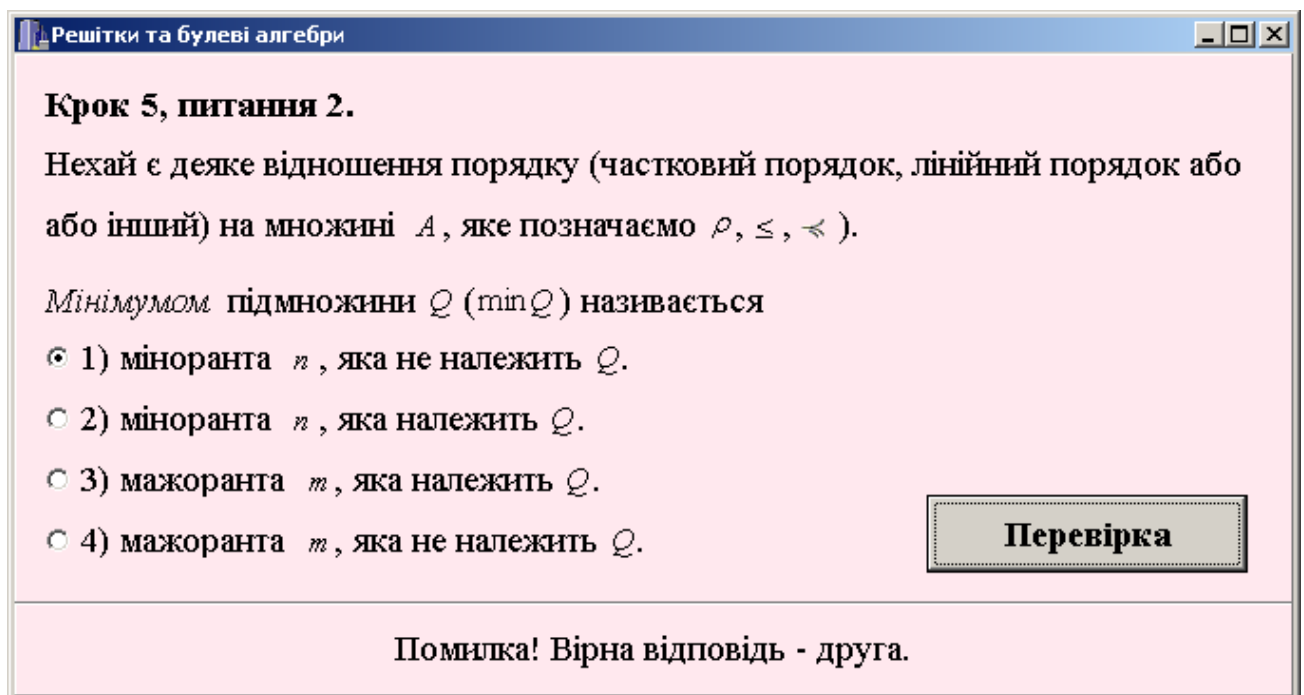 Решітки та булеві алгебри
Крок 5, питання 2.
Нехай є деяке відношення порядку (частковий порядок, лінійний порядок або
або інший) на множині A, яке позначаємо ρ, ≤, ≼ ).
Мінімумом підмножини Q (min Q) називається
1) міноранта n, яка не належить Q.
2) міноранта n, яка належить Q.
3) мажоранта m, яка належить Q.
4) мажоранта m, яка не належить Q.
Перевірка
Помилка! Вірна відповідь - друга.